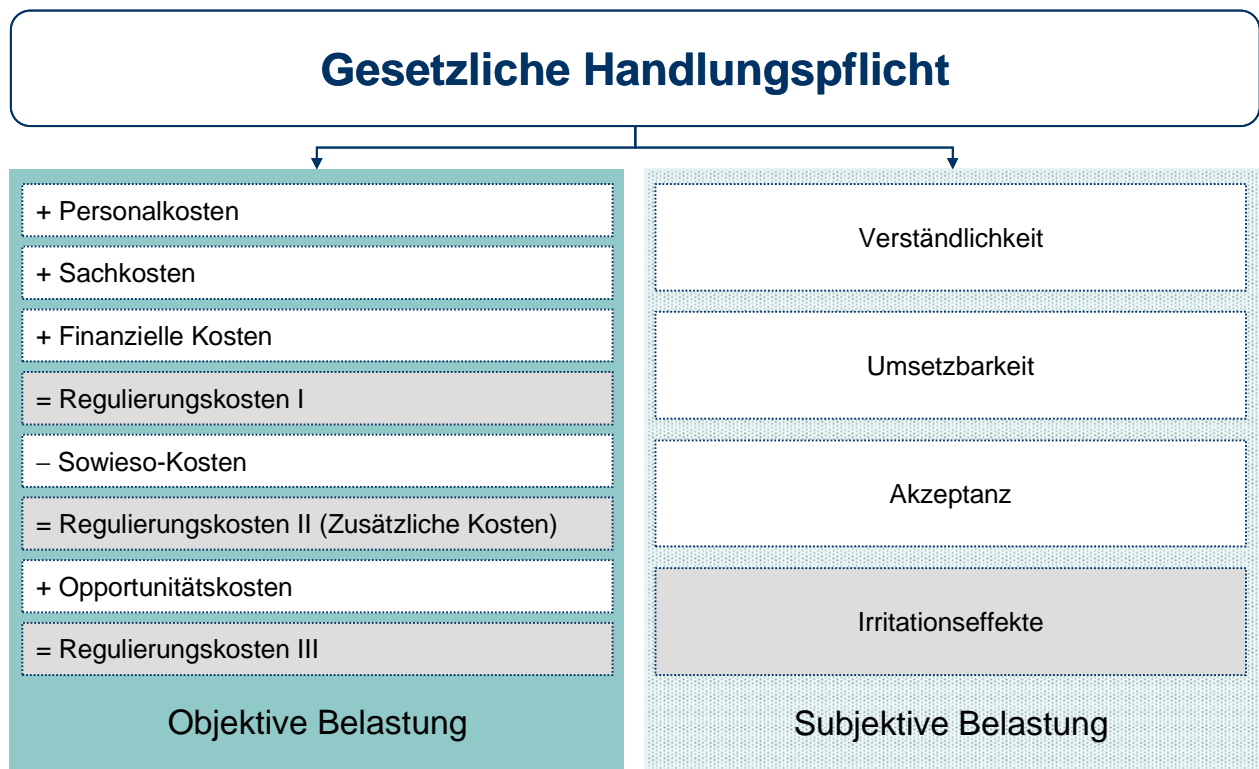 Gesetzliche Handlungspflicht
+ Personalkosten
+ Sachkosten
+ Finanzielle Kosten
= Regulierungskosten I
– Sowieso-Kosten
= Regulierungskosten II (Zusätzliche Kosten)
+ Opportunitätskosten
= Regulierungskosten III
Objektive Belastung
Verständlichkeit
Umsetzbarkeit
Akzeptanz
Irritationseffekte
Subjektive Belastung